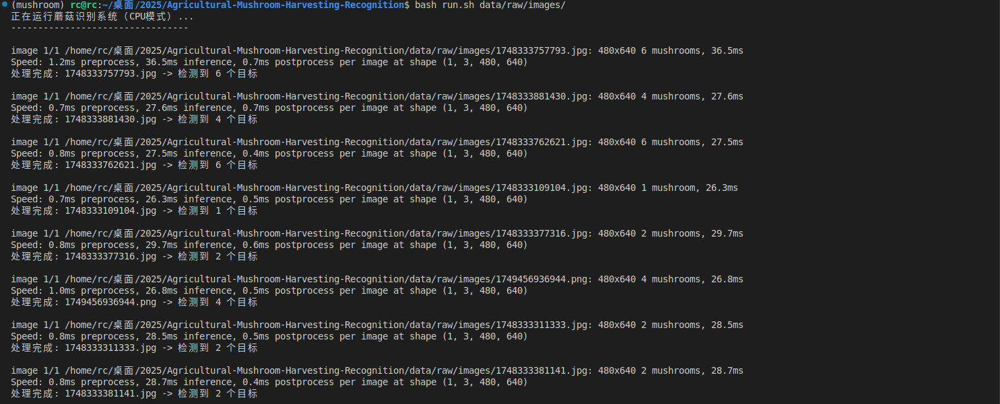 (mushroom) rc@rc:~/桌面/2025/Agricultural-Mushroom-Harvesting-Recognition$ bash run.sh data/raw/images/
正在运行蘑菇识别系统（CPU模式）...
---------------------------------
image 1/1 /home/rc/桌面/2025/Agricultural-Mushroom-Harvesting-Recognition/data/raw/images/1748333757793.jpg: 480x640 6 mushrooms, 36.5ms
Speed: 1.2ms preprocess, 36.5ms inference, 0.7ms postprocess per image at shape (1, 3, 480, 640)
处理完成: 1748333757793.jpg -> 检测到 6 个目标
image 1/1 /home/rc/桌面/2025/Agricultural-Mushroom-Harvesting-Recognition/data/raw/images/1748333881430.jpg: 480x640 4 mushrooms, 27.6ms
Speed: 0.7ms preprocess, 27.6ms inference, 0.7ms postprocess per image at shape (1, 3, 480, 640)
处理完成: 1748333881430.jpg -> 检测到 4 个目标
image 1/1 /home/rc/桌面/2025/Agricultural-Mushroom-Harvesting-Recognition/data/raw/images/1748333762621.jpg: 480x640 6 mushrooms, 27.5ms
Speed: 0.8ms preprocess, 27.5ms inference, 0.4ms postprocess per image at shape (1, 3, 480, 640)
处理完成: 1748333762621.jpg -> 检测到 6 个目标
image 1/1 /home/rc/桌面/2025/Agricultural-Mushroom-Harvesting-Recognition/data/raw/images/1748333109104.jpg: 480x640 1 mushroom, 26.3ms
Speed: 0.7ms preprocess, 26.3ms inference, 0.5ms postprocess per image at shape (1, 3, 480, 640)
处理完成: 1748333109104.jpg -> 检测到 1 个目标
image 1/1 /home/rc/桌面/2025/Agricultural-Mushroom-Harvesting-Recognition/data/raw/images/1748333377316.jpg: 480x640 2 mushrooms, 29.7ms
Speed: 0.8ms preprocess, 29.7ms inference, 0.6ms postprocess per image at shape (1, 3, 480, 640)
处理完成: 1748333377316.jpg -> 检测到 2 个目标
image 1/1 /home/rc/桌面/2025/Agricultural-Mushroom-Harvesting-Recognition/data/raw/images/1749456936944.png: 480x640 4 mushrooms, 26.8ms
Speed: 1.0ms preprocess, 26.8ms inference, 0.5ms postprocess per image at shape (1, 3, 480, 640)
处理完成: 1749456936944.png -> 检测到 4 个目标
image 1/1 /home/rc/桌面/2025/Agricultural-Mushroom-Harvesting-Recognition/data/raw/images/1748333311333.jpg: 480x640 2 mushrooms, 28.5ms
Speed: 0.8ms preprocess, 28.5ms inference, 0.5ms postprocess per image at shape (1, 3, 480, 640)
处理完成: 1748333311333.jpg -> 检测到 2 个目标
image 1/1 /home/rc/桌面/2025/Agricultural-Mushroom-Harvesting-Recognition/data/raw/images/1748333381141.jpg: 480x640 2 mushrooms, 28.7ms
Speed: 0.8ms preprocess, 28.7ms inference, 0.4ms postprocess per image at shape (1, 3, 480, 640)
处理完成: 1748333381141.jpg -> 检测到 2 个目标